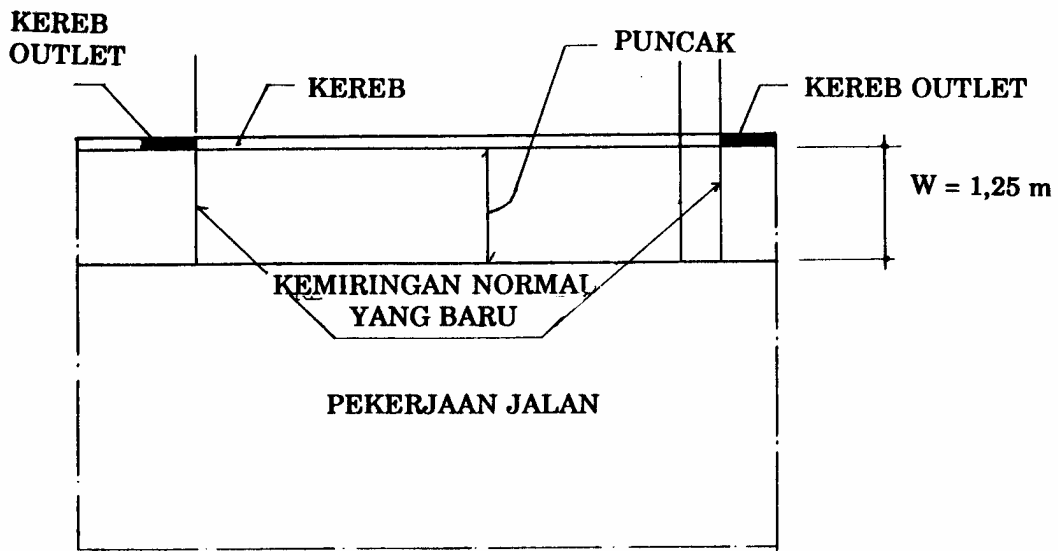 KEREB
OUTLET
PUNCAK
KEREB
KEREB OUTLET
W = 1,25 m
KEMIRINGAN NORMAL
YANG BARU
PEKERJAAN JALAN